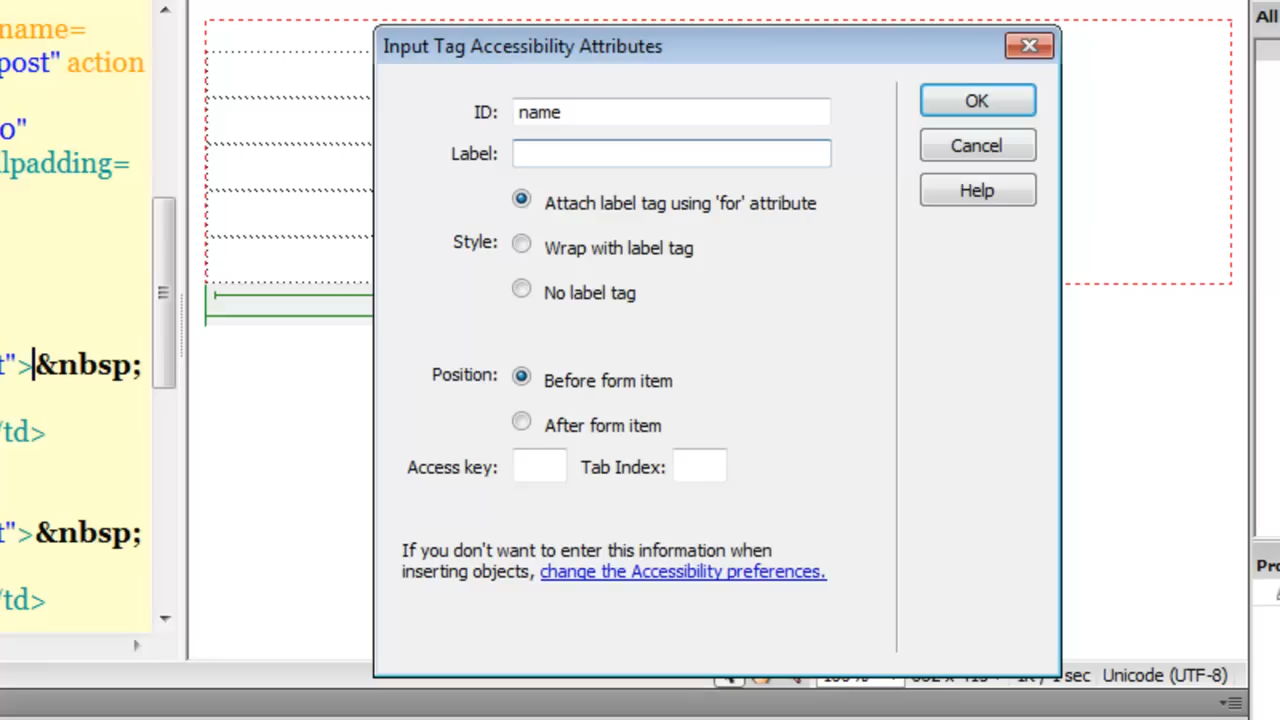 name=
post" action
0"
lpadding=
t">&nbsp;
/td>
t">&nbsp;
/td>
Input Tag Accessibility Attributes
ID: name
Label:
Attach label tag using 'for' attribute
Style:
Wrap with label tag
No label tag
Position:
Before form item
After form item
Access key:
Tab Index:
If you don't want to enter this information when
inserting objects, change the Accessibility preferences.
OK
Cancel
Help
All
Pro
sec Unicode (UTF-8)